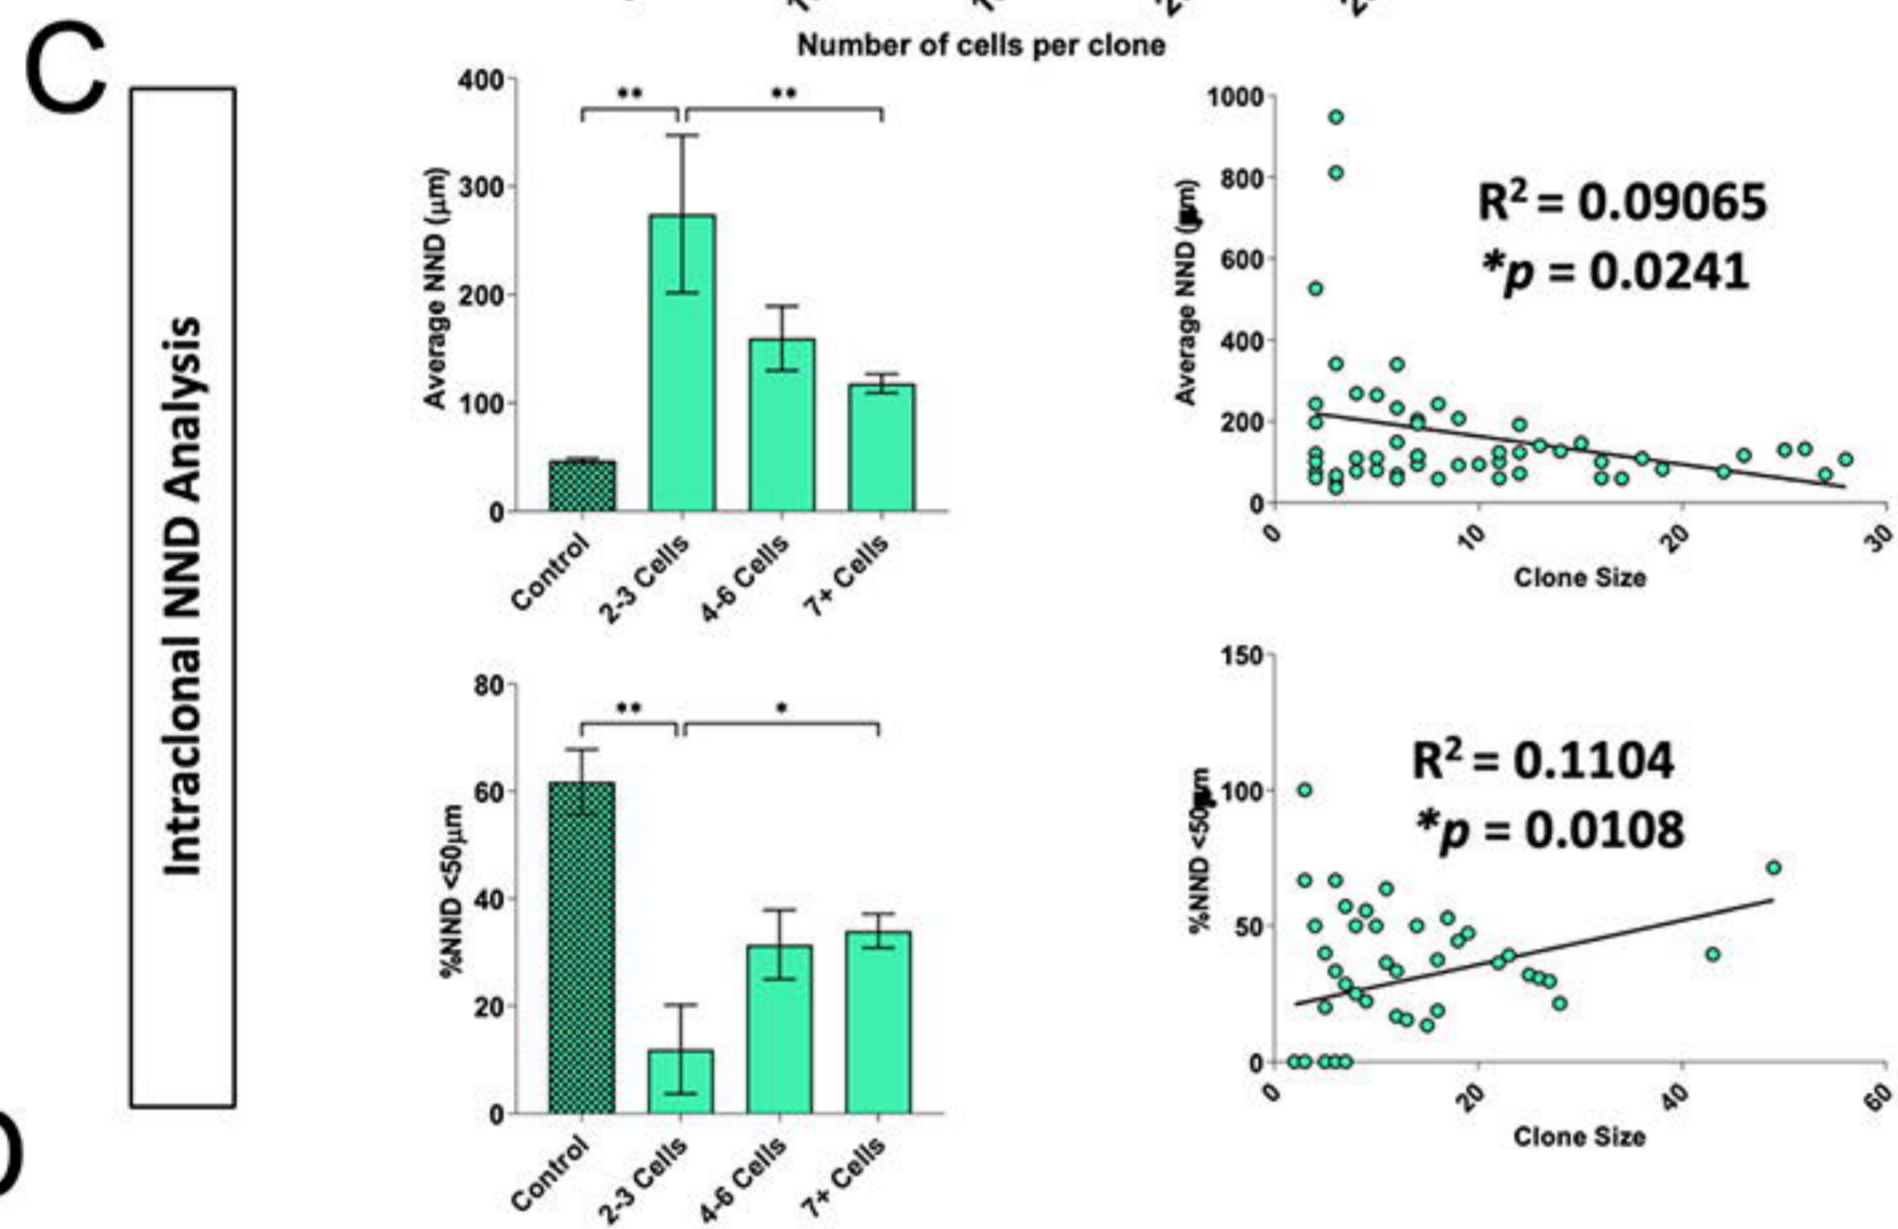 Number of cells per clone
C
Intraclonal NND Analysis
400
300
200
100
0
Average NND (μm)
**
**
Control
2-3 Cells
4-6 Cells
7+ Cells
1000
800
600
400
200
0
Average NND (μm)
R² = 0.09065
*p = 0.0241
0
10
20
30
Clone Size
80
60
40
20
0
%NND <50μm
**
*
Control
2-3 Cells
4-6 Cells
7+ Cells
150
100
50
0
%NND <50μm
R² = 0.1104
*p = 0.0108
0
20
40
60
Clone Size